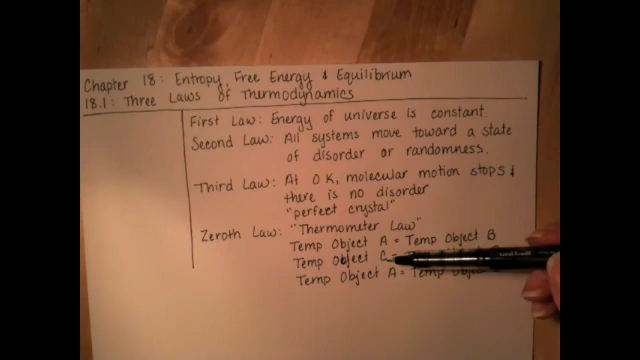 Chapter 18: Entropy, Free Energy & Equilibrium
18.1: Three Laws of Thermodynamics
First Law: Energy of universe is constant.
Second Law: All systems move toward a state
of disorder or randomness.
Third Law: At 0 K, molecular motion stops &
there is no disorder
"perfect crystal"
Zeroth Law: "Thermometer Law"
Temp Object A = Temp Object B
Temp Object C
Temp Object A = Temp Object